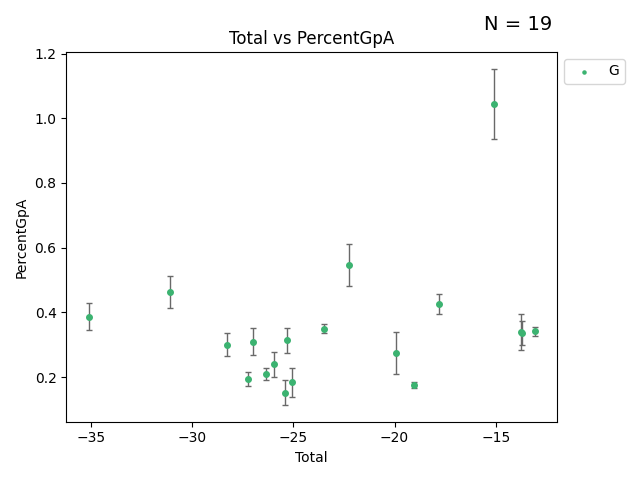 N = 19
Total vs PercentGpA
G
PercentGpA
1.2
1.0
0.8
0.6
0.4
0.2
−35
−30
−25
−20
−15
Total